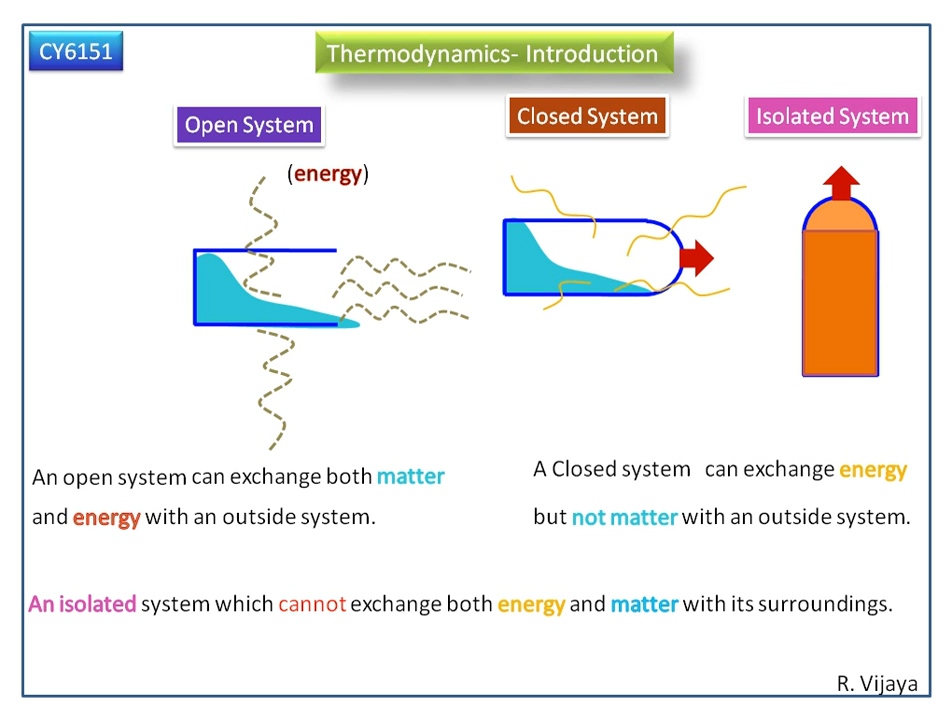 CY6151
Thermodynamics- Introduction
Open System
Closed System
Isolated System
(energy)
An open system can exchange both matter
and energy with an outside system.
A Closed system can exchange energy
but not matter with an outside system.
An isolated system which cannot exchange both energy and matter with its surroundings.
R. Vijaya